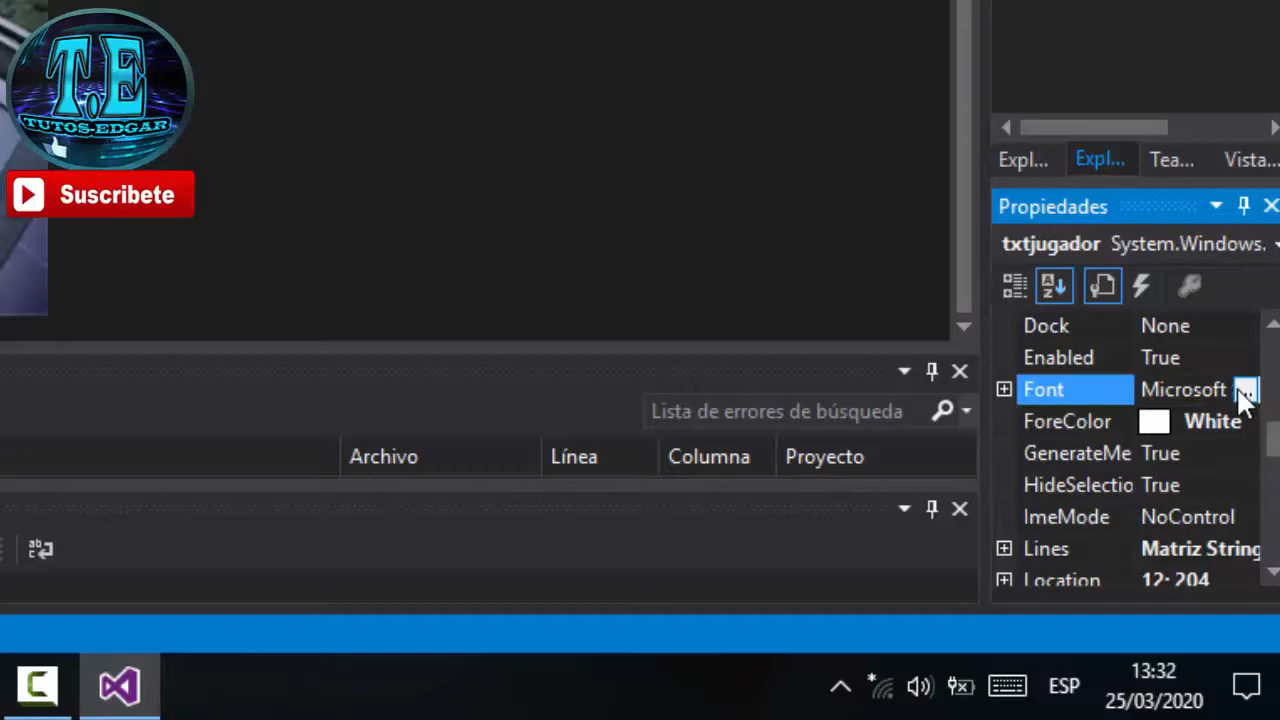 T.E
TUTOS-EDGAR
Suscribete
Expl... Expl... Tea... Vista...
Propiedades
txtjugador System.Windows.
Dock None
Enabled True
Font Microsoft ...
ForeColor White
GenerateMe True
HideSelectio True
ImeMode NoControl
Lines Matriz String
Location 12; 204
Lista de errores de búsqueda
Archivo Línea Columna Proyecto
ESP
13:32
25/03/2020